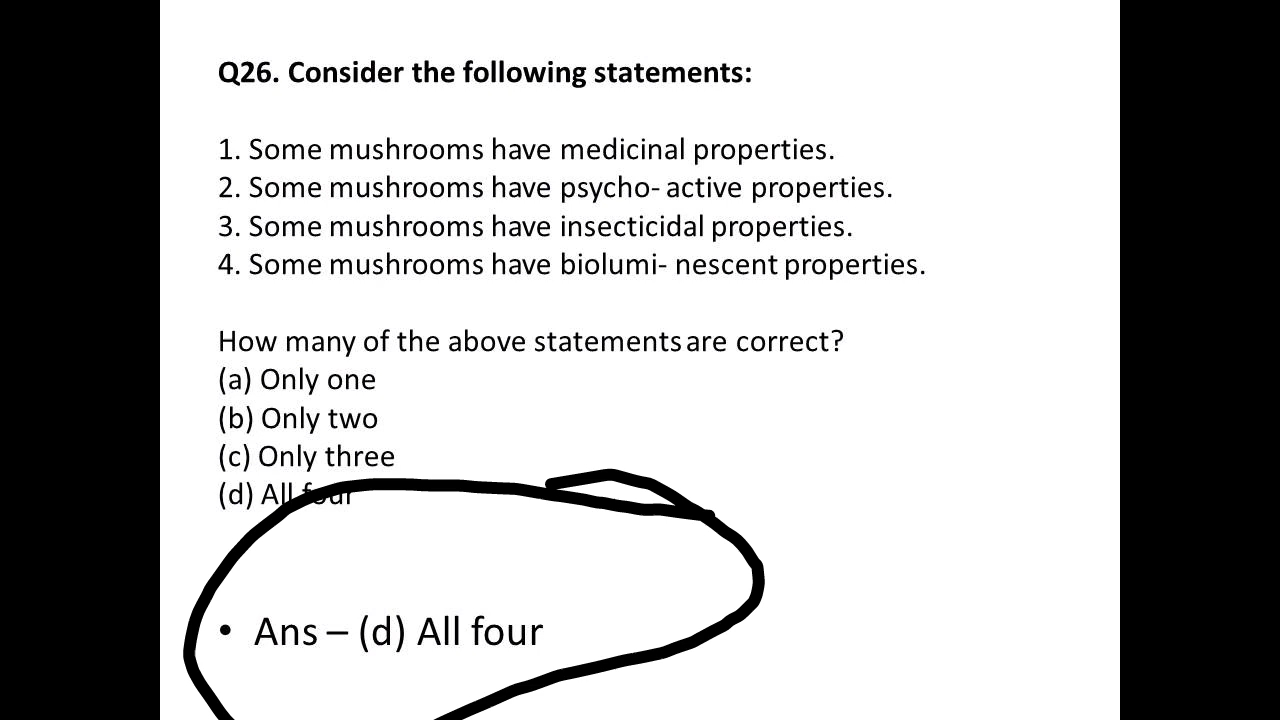 Q26. Consider the following statements:
1. Some mushrooms have medicinal properties.
2. Some mushrooms have psycho- active properties.
3. Some mushrooms have insecticidal properties.
4. Some mushrooms have biolumi- nescent properties.
How many of the above statements are correct?
(a) Only one
(b) Only two
(c) Only three
(d) All four
• Ans – (d) All four